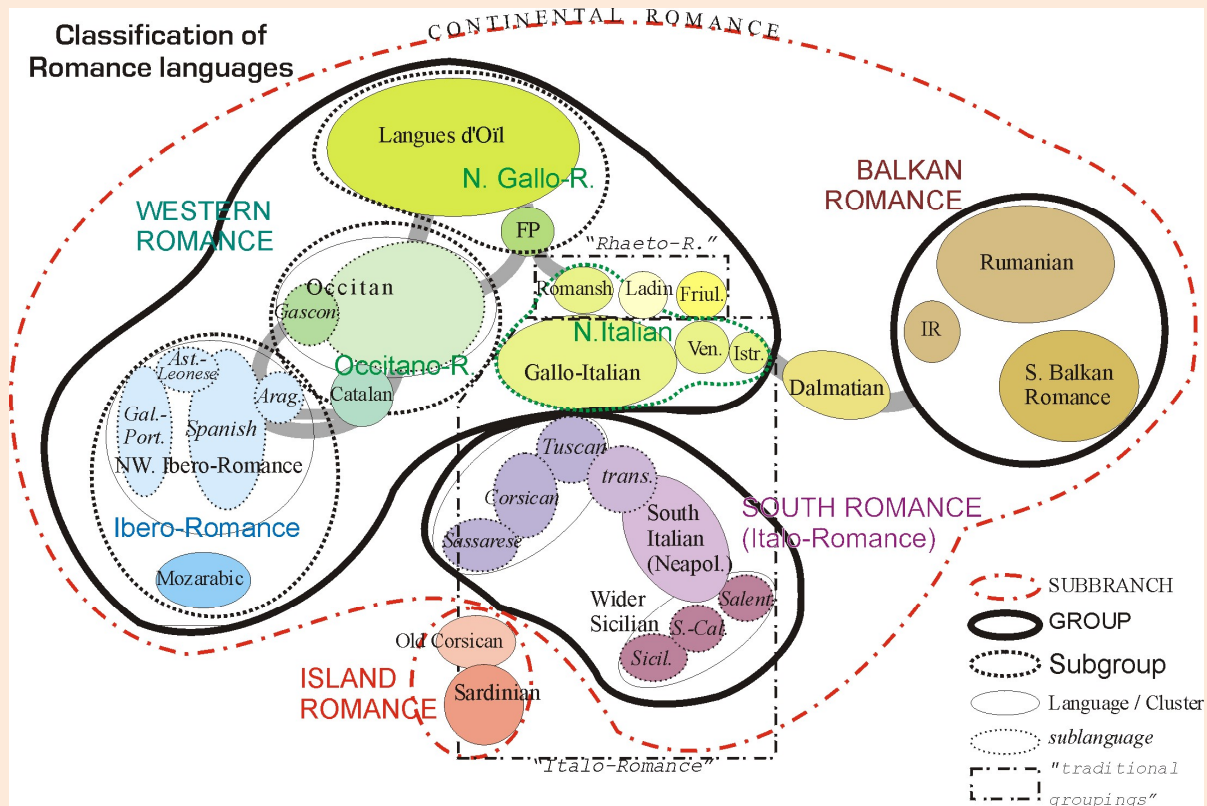 CONTINENTAL ROMANCE
Classification of
Romance languages
Langues d'Oïl
N. Gallo-R.
BALKAN
ROMANCE
WESTERN
ROMANCE
FP
"Rhaeto-R."
Rumanian
Occitan
Romansh
Ladin
Friul.
Gascon.
IR
N.Italian
Ven.
Istr.
Ast.-
Leonese
Occitano-R.
Gallo-Italian
Dalmatian
S. Balkan
Romance
Arag.
Catalan
Gal.-
Port.
Spanish
Tuscan
NW. Ibero-Romance
trans.
Corsican
SOUTH ROMANCE
(Italo-Romance)
South
Italian
(Neapol.)
Ibero-Romance
Sassarese
Mozarabic
Wider
Sicilian
Salent.
S.-Cal.
Sicil.
Old Corsican
ISLAND
ROMANCE
Sardinian
"Italo-Romance"
SUBBRANCH
GROUP
Subgroup
Language / Cluster
sublanguage
"traditional
groupings"